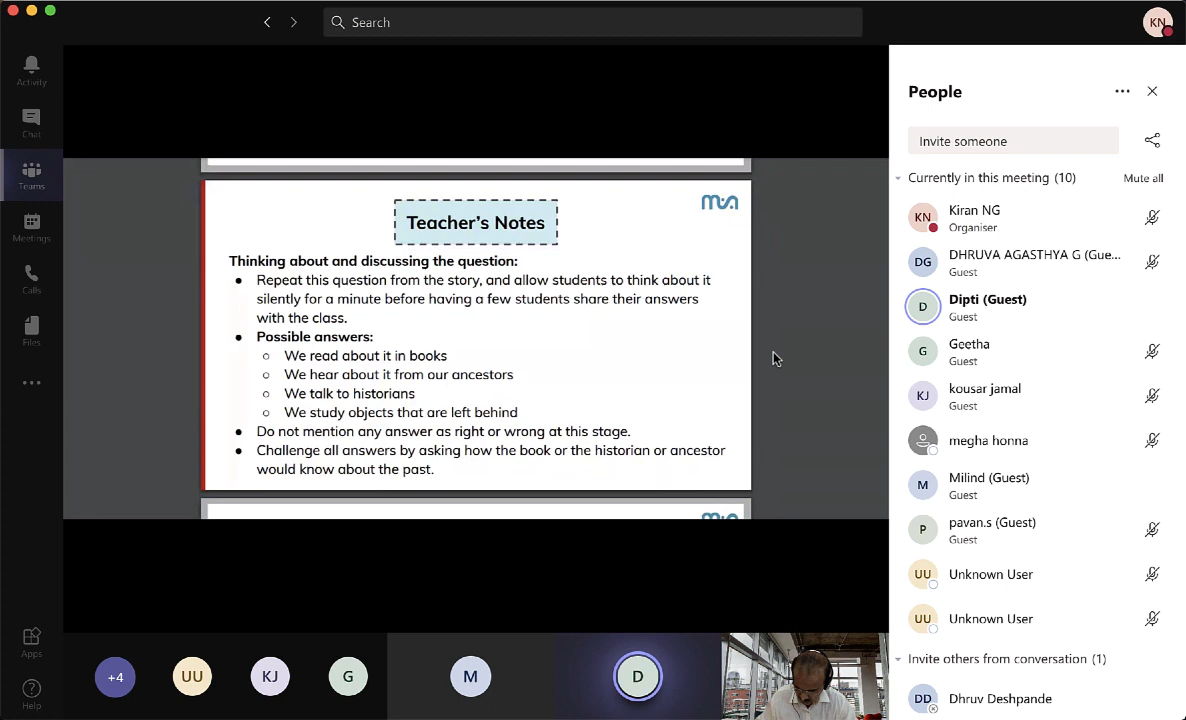 Search
KN
Activity
Chat
Teams
Meetings
Calls
Files
Apps
Help
Teacher's Notes
Thinking about and discussing the question:
● Repeat this question from the story, and allow students to think about it
silently for a minute before having a few students share their answers
with the class.
● Possible answers:
○ We read about it in books
○ We hear about it from our ancestors
○ We talk to historians
○ We study objects that are left behind
● Do not mention any answer as right or wrong at this stage.
● Challenge all answers by asking how the book or the historian or ancestor
would know about the past.
+4
UU
KJ
G
M
D
People
Invite someone
Currently in this meeting (10)
Mute all
KN
Kiran NG
Organiser
DG
DHRUVA AGASTHYA G (Gue...
Guest
D
Dipti (Guest)
Guest
G
Geetha
Guest
KJ
kousar jamal
Guest
megha honna
M
Milind (Guest)
Guest
P
pavan.s (Guest)
Guest
UU
Unknown User
UU
Unknown User
Invite others from conversation (1)
DD
Dhruv Deshpande